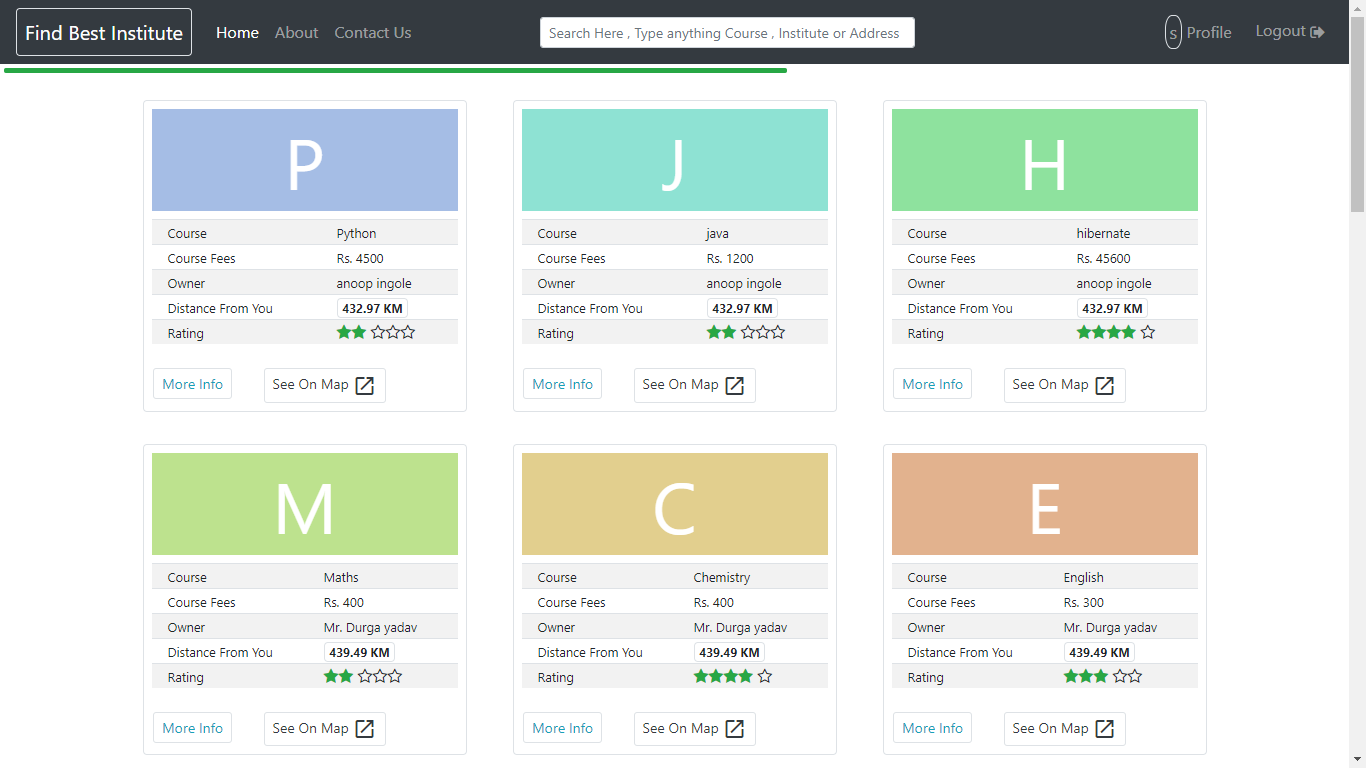 Find Best Institute Home About Contact Us Search Here , Type anything Course , Institute or Address s Profile Logout
P
Course Python
Course Fees Rs. 4500
Owner anoop ingole
Distance From You 432.97 KM
Rating
More Info See On Map
J
Course java
Course Fees Rs. 1200
Owner anoop ingole
Distance From You 432.97 KM
Rating
More Info See On Map
H
Course hibernate
Course Fees Rs. 45600
Owner anoop ingole
Distance From You 432.97 KM
Rating
More Info See On Map
M
Course Maths
Course Fees Rs. 400
Owner Mr. Durga yadav
Distance From You 439.49 KM
Rating
More Info See On Map
C
Course Chemistry
Course Fees Rs. 400
Owner Mr. Durga yadav
Distance From You 439.49 KM
Rating
More Info See On Map
E
Course English
Course Fees Rs. 300
Owner Mr. Durga yadav
Distance From You 439.49 KM
Rating
More Info See On Map